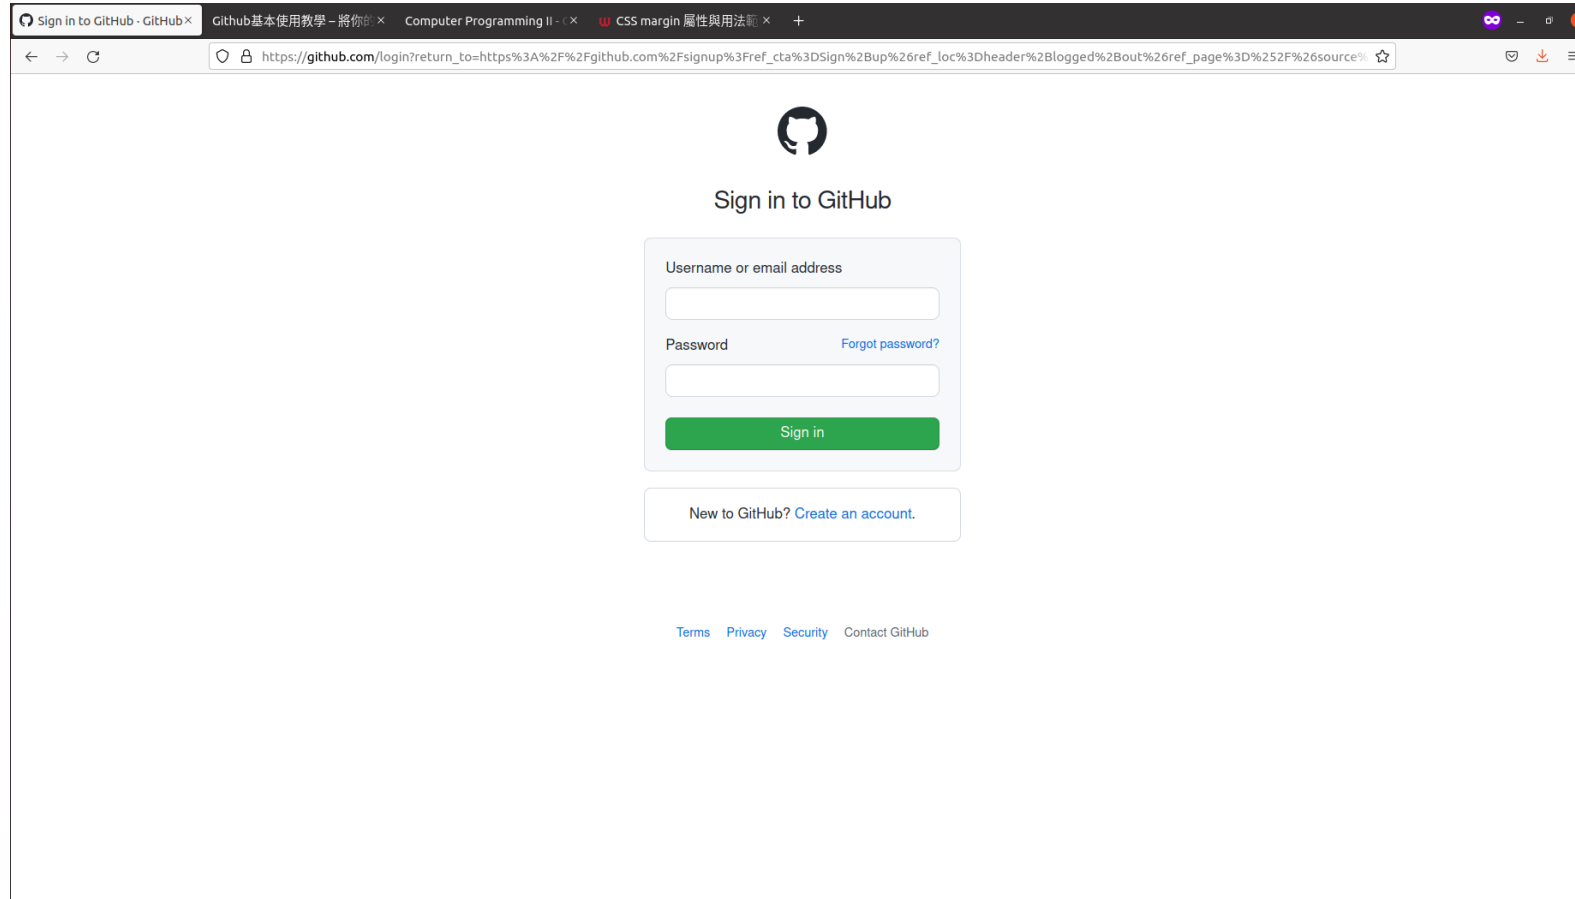 Sign in to GitHub · GitHub
Github基本使用教學 – 將你的
Computer Programming II -
CSS margin 屬性與用法範
https://github.com/login?return_to=https%3A%2F%2Fgithub.com%2Fsignup%3Fref_cta%3DSign%2Bup%26ref_loc%3Dheader%2Blogged%2Bout%26ref_page%3D%252F%26source%
Sign in to GitHub
Username or email address
Password Forgot password?
Sign in
New to GitHub? Create an account.
Terms Privacy Security Contact GitHub